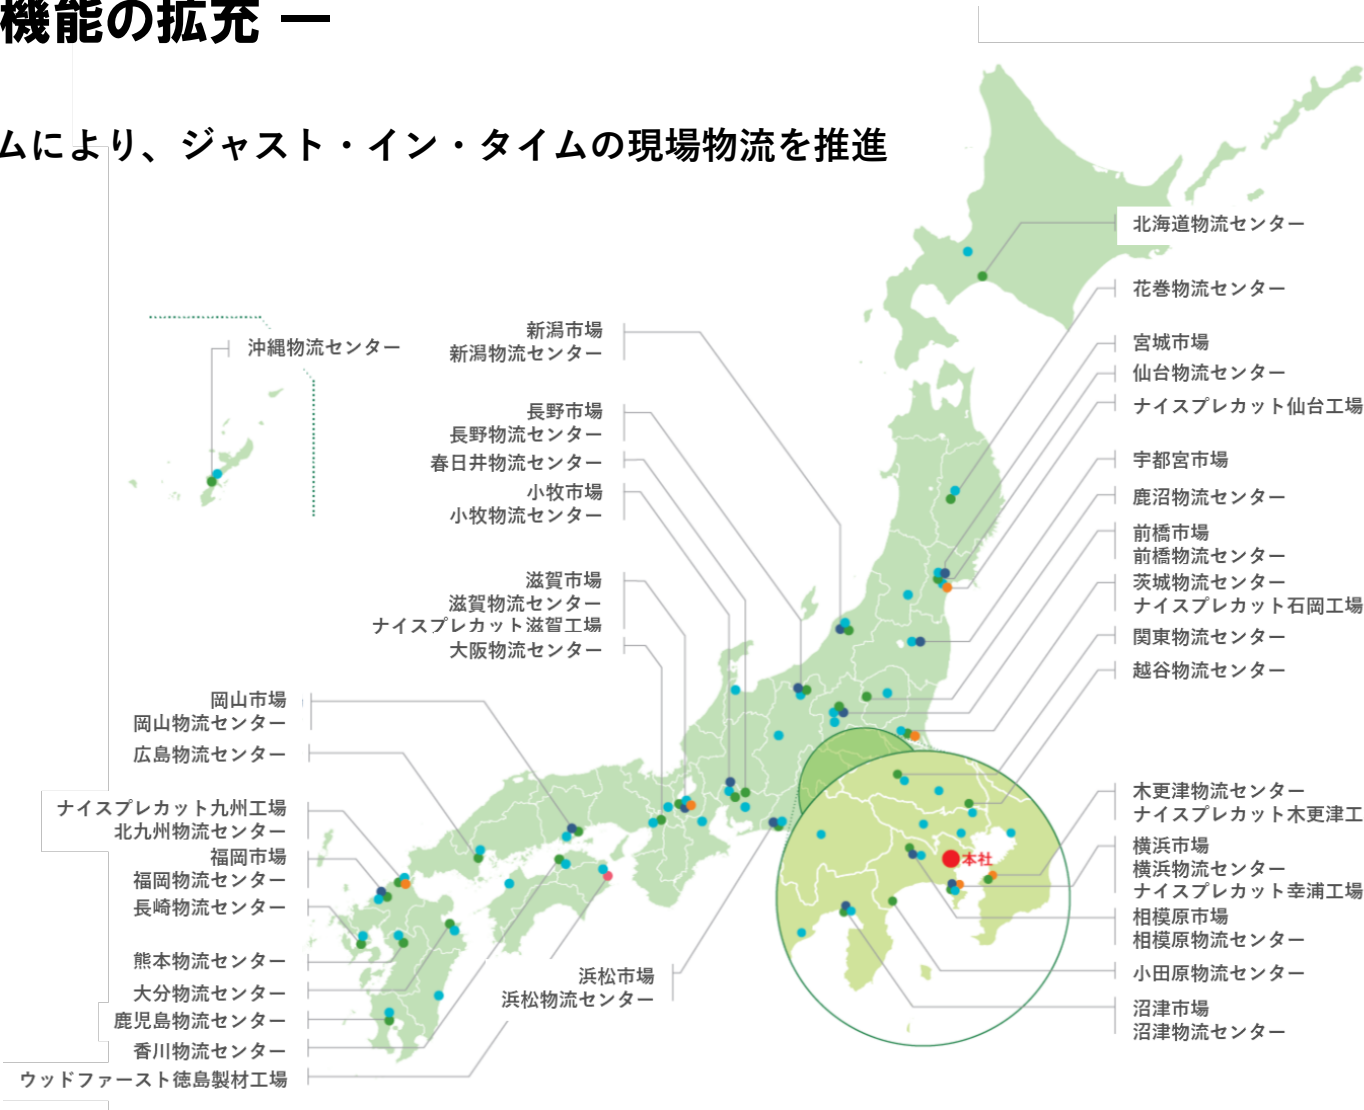 機能の拡充 ―
ムにより、ジャスト・イン・タイムの現場物流を推進
北海道物流センター
花巻物流センター
宮城市場
仙台物流センター
ナイスプレカット仙台工場
宇都宮市場
鹿沼物流センター
前橋市場
前橋物流センター
茨城物流センター
ナイスプレカット石岡工場
関東物流センター
越谷物流センター
木更津物流センター
ナイスプレカット木更津工
横浜市場
横浜物流センター
ナイスプレカット幸浦工場
相模原市場
相模原物流センター
小田原物流センター
沼津市場
沼津物流センター
本社
沖縄物流センター
新潟市場
新潟物流センター
長野市場
長野物流センター
春日井物流センター
小牧市場
小牧物流センター
滋賀市場
滋賀物流センター
ナイスプレカット滋賀工場
大阪物流センター
岡山市場
岡山物流センター
広島物流センター
ナイスプレカット九州工場
北九州物流センター
福岡市場
福岡物流センター
長崎物流センター
熊本物流センター
大分物流センター
鹿児島物流センター
香川物流センター
ウッドファースト徳島製材工場
浜松市場
浜松物流センター